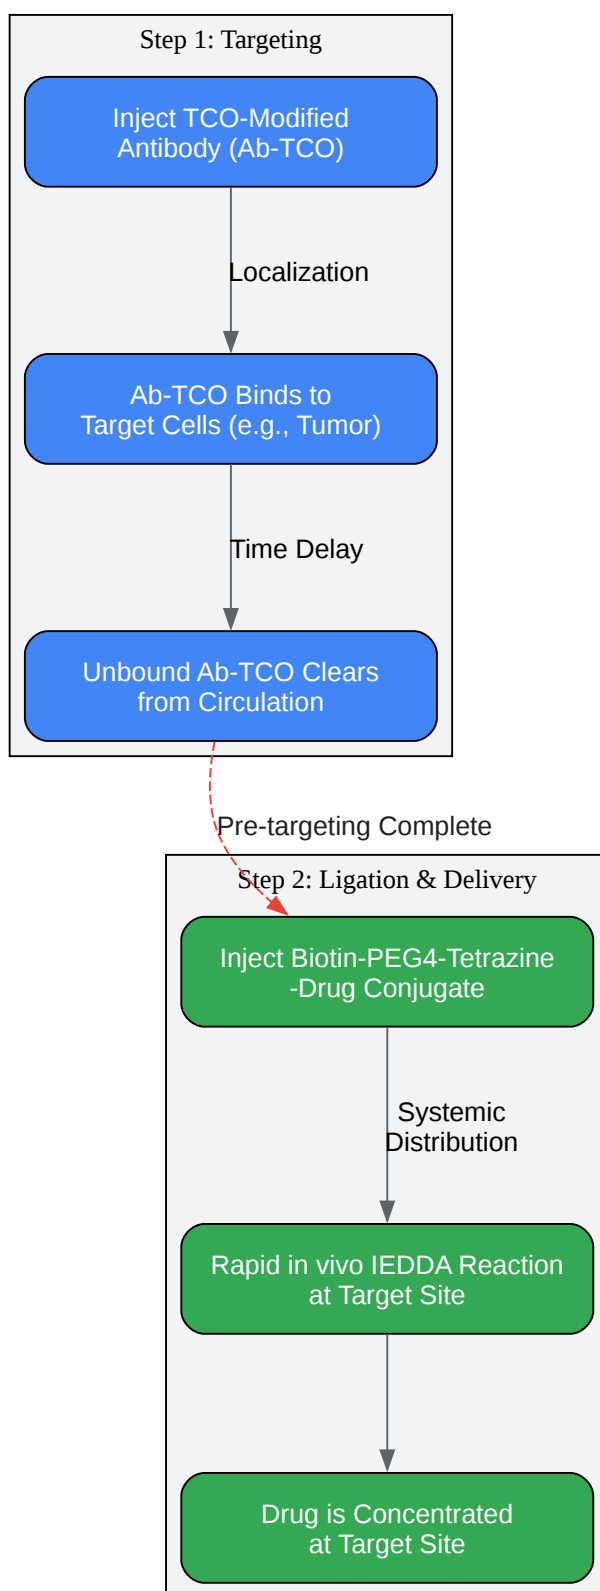 Step 1: Targeting
Inject TCO-Modified
Antibody (Ab-TCO)
Localization
Ab-TCO Binds to
Target Cells (e.g., Tumor)
Time Delay
Unbound Ab-TCO Clears
from Circulation
Pre-targeting Complete
Step 2: Ligation & Delivery
Inject Biotin-PEG4-Tetrazine
-Drug Conjugate
Systemic
Distribution
Rapid in vivo IEDDA Reaction
at Target Site
Drug is Concentrated
at Target Site